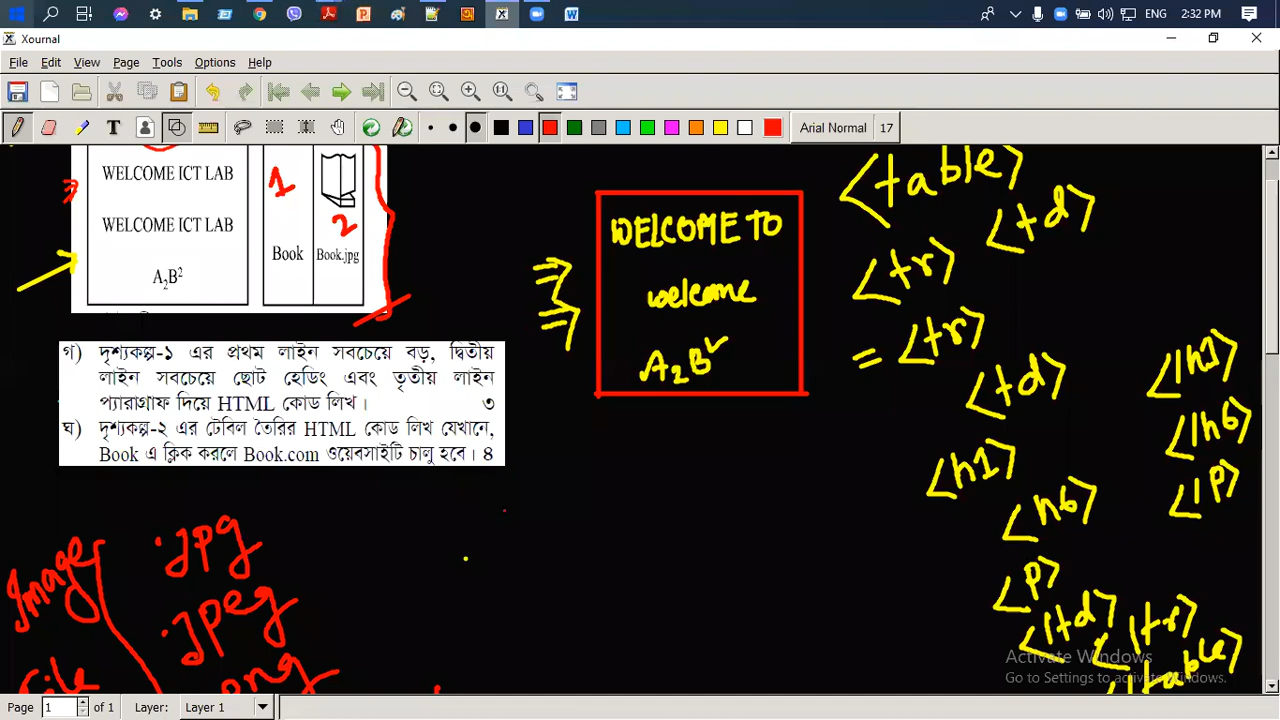 ENG
2:32 PM
Xournal
File Edit View Page Tools Options Help
Arial Normal 17
WELCOME ICT LAB
WELCOME ICT LAB
A₂B²
1
2
Book
Book.jpg
গ) দৃশ্যকল্প-১ এর প্রথম লাইন সবচেয়ে বড়, দ্বিতীয়
লাইন সবচেয়ে ছোট হেডিং এবং তৃতীয় লাইন
প্যারাগ্রাফ দিয়ে HTML কোড লিখ। ৩
ঘ) দৃশ্যকল্প-২ এর টেবিল তৈরির HTML কোড লিখ যেখানে,
Book এ ক্লিক করলে Book.com ওয়েবসাইটি চালু হবে। ৪
WELCOME TO
welcome
A₂B²
<table>
<td>
<tr>
= <tr>
<td>
<h1>
<h6>
<p>
</h1>
</h6>
</p>
</td>
</tr>
</table>
Image
.jpg
.jpeg
png
File
Activate Windows
Go to Settings to activate Windows.
Page 1 of 1 Layer: Layer 1